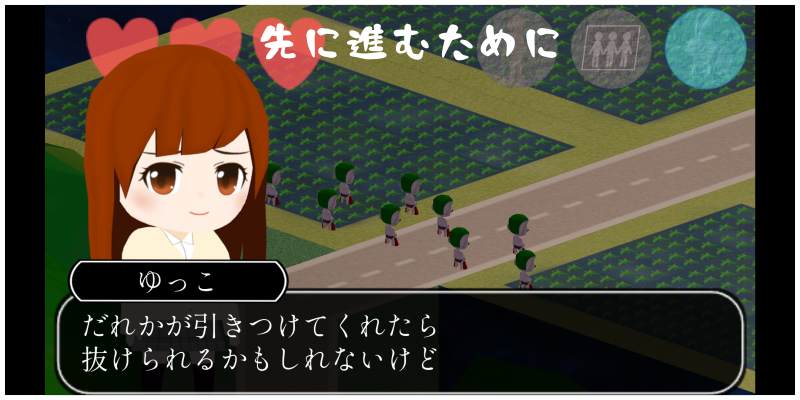 先に進むために
ゆっこ
だれかが引きつけてくれたら
抜けられるかもしれないけど